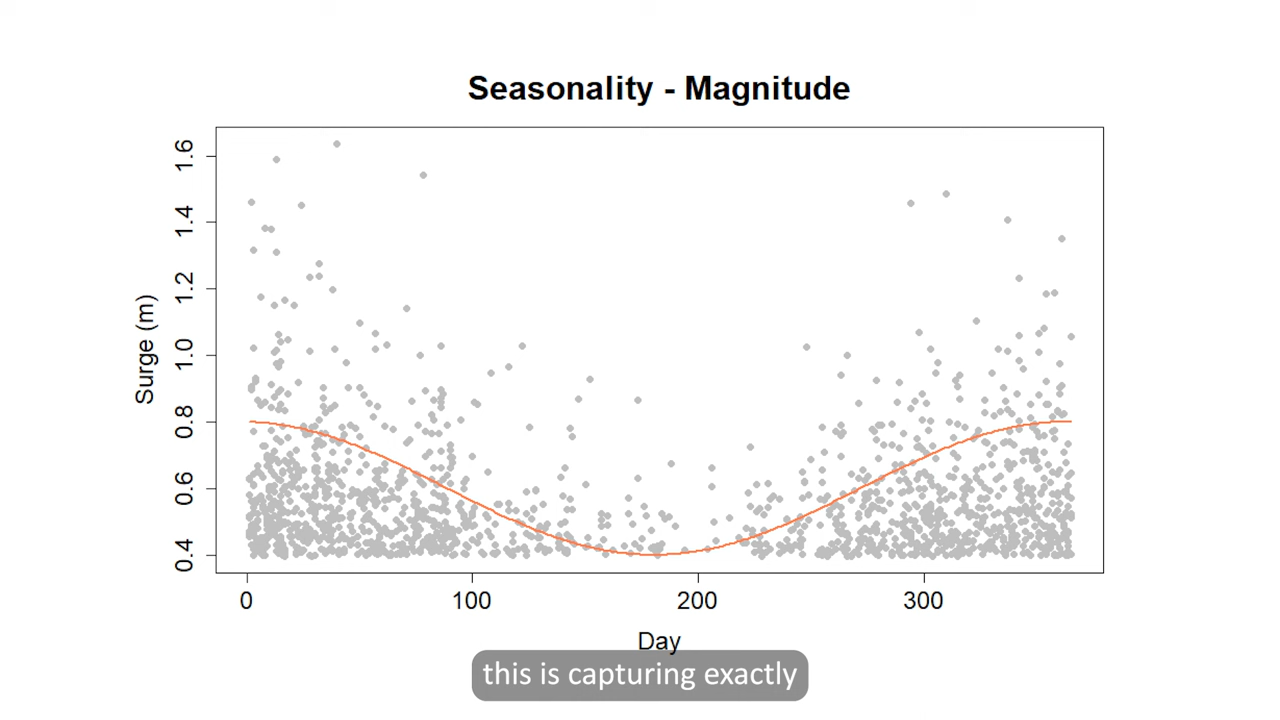 Seasonality - Magnitude
1.6
1.4
1.2
1.0
0.8
0.6
0.4
Surge (m)
0 100 200 300
Day
this is capturing exactly